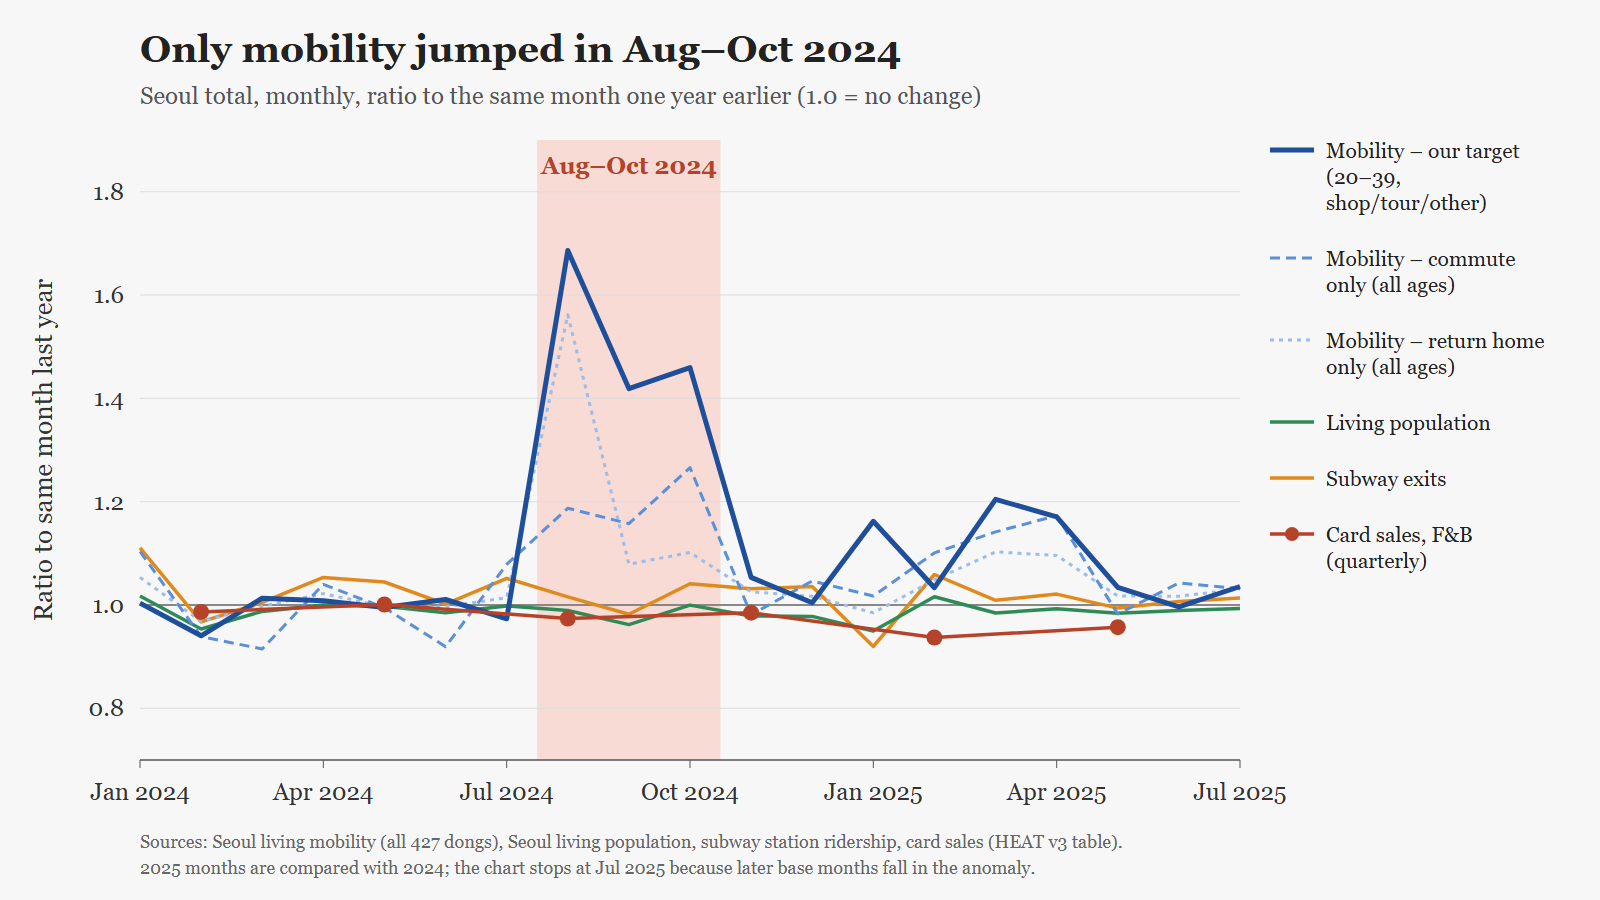 Only mobility jumped in Aug–Oct 2024
Seoul total, monthly, ratio to the same month one year earlier (1.0 = no change)
Ratio to same month last year
1.8
1.6
1.4
1.2
1.0
0.8
Aug–Oct 2024
Jan 2024
Apr 2024
Jul 2024
Oct 2024
Jan 2025
Apr 2025
Jul 2025
Mobility – our target
(20–39,
shop/tour/other)
Mobility – commute
only (all ages)
Mobility – return home
only (all ages)
Living population
Subway exits
Card sales, F&B
(quarterly)
Sources: Seoul living mobility (all 427 dongs), Seoul living population, subway station ridership, card sales (HEAT v3 table).
2025 months are compared with 2024; the chart stops at Jul 2025 because later base months fall in the anomaly.